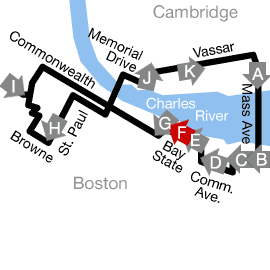 Cambridge
Commonwealth
Memorial
Drive
Vassar
I
J
K
A
Charles
River
Mass Ave
H
St. Paul
Browne
G
F
E
Bay
State
D
C
B
Comm.
Ave.
Boston